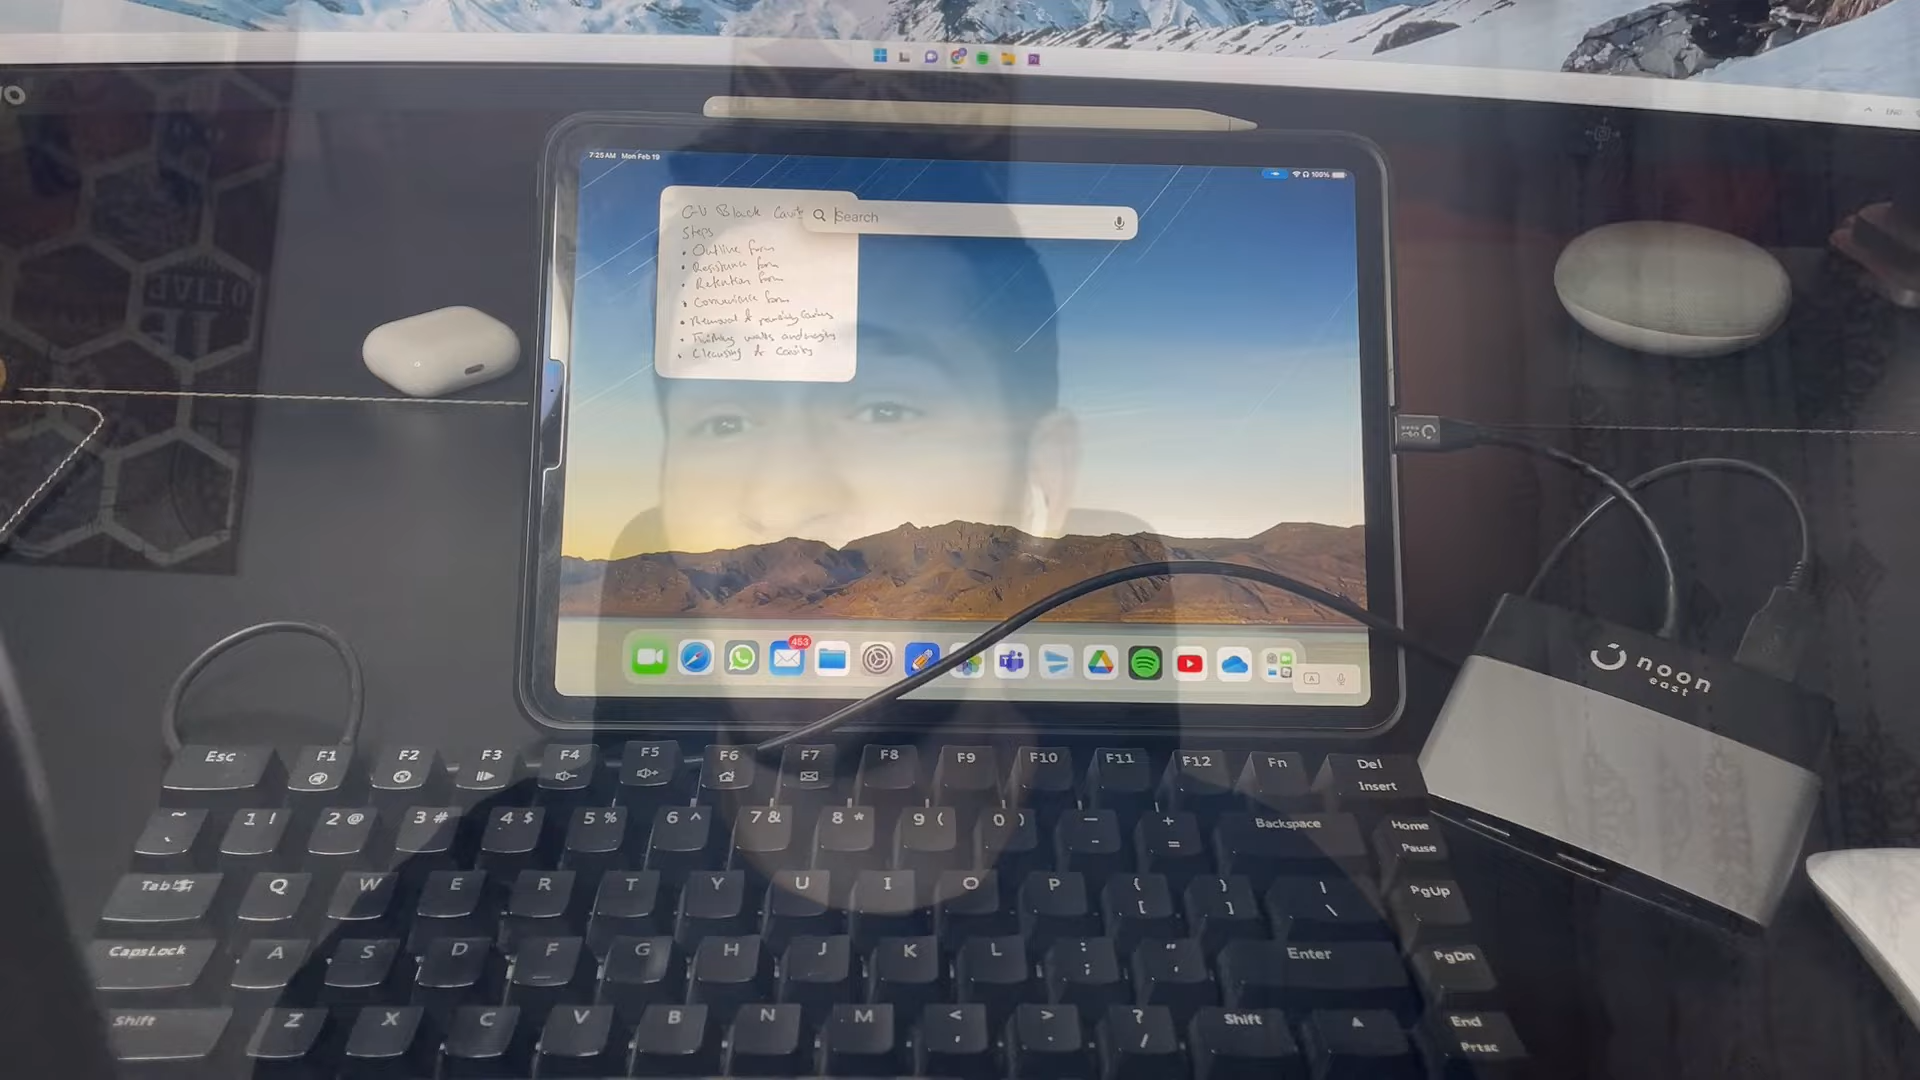 ENG
7:25 AM Mon Feb 19
100%
G.V Black Cavit
Steps
• Outline form
• Resistance form
• Retention form
• Convenience form
• Removal of remaining caries
• Finishing walls and margins
• Cleansing of cavity
Search
453
A
noon
east
Esc F1 F2 F3 F4 F5 F6 F7 F8 F9 F10 F11 F12 Fn Del
Insert
~ 1 ! 2 @ 3 # 4 $ 5 % 6 ^ 7 & 8 * 9 ( 0 ) - + Backspace Home
` - = Pause
Tab Q W E R T Y U I O P { } | PgUp
[ ] \
CapsLock A S D F G H J K L : " Enter PgDn
; '
Shift Z X C V B N M < > ? Shift End
, . / Prtsc